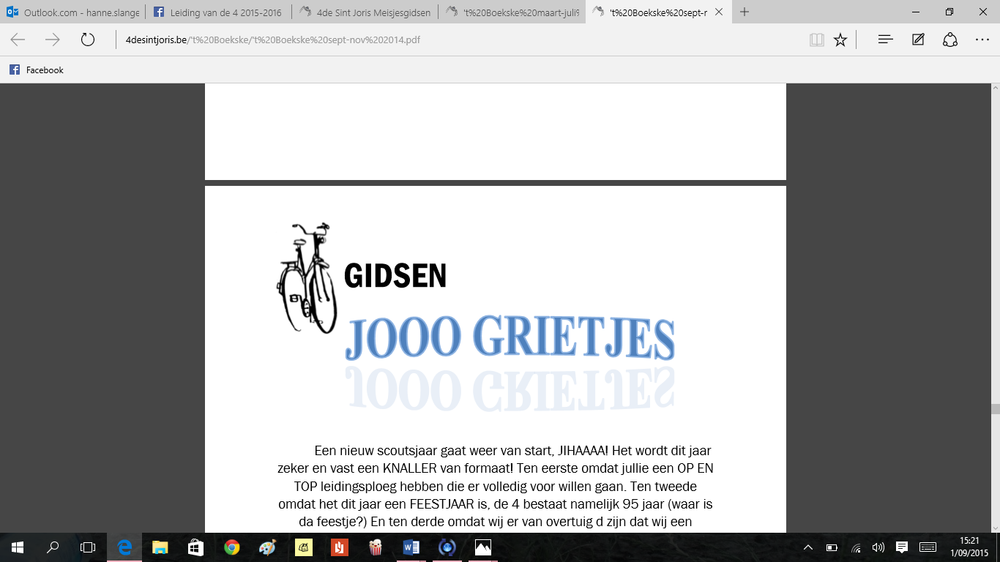 Outlook.com - hanne.slange
Leiding van de 4 2015-2016
4de Sint Joris Meisjesgidsen
't%20Boekske%20maart-juli%
't%20Boekske%20sept-n
4desintjoris.be/'t%20Boekske/'t%20Boekske%20sept-nov%202014.pdf
Facebook
GIDSEN
JOOO GRIETJES
JOOO GRIETJES
Een nieuw scoutsjaar gaat weer van start, JIHAAAA! Het wordt dit jaar
zeker en vast een KNALLER van formaat! Ten eerste omdat jullie een OP EN
TOP leidingsploeg hebben die er volledig voor willen gaan. Ten tweede
omdat het dit jaar een FEESTJAAR is, de 4 bestaat namelijk 95 jaar (waar is
da feestje?) En ten derde omdat wij er van overtuig d zijn dat wij een
15:21
1/09/2015